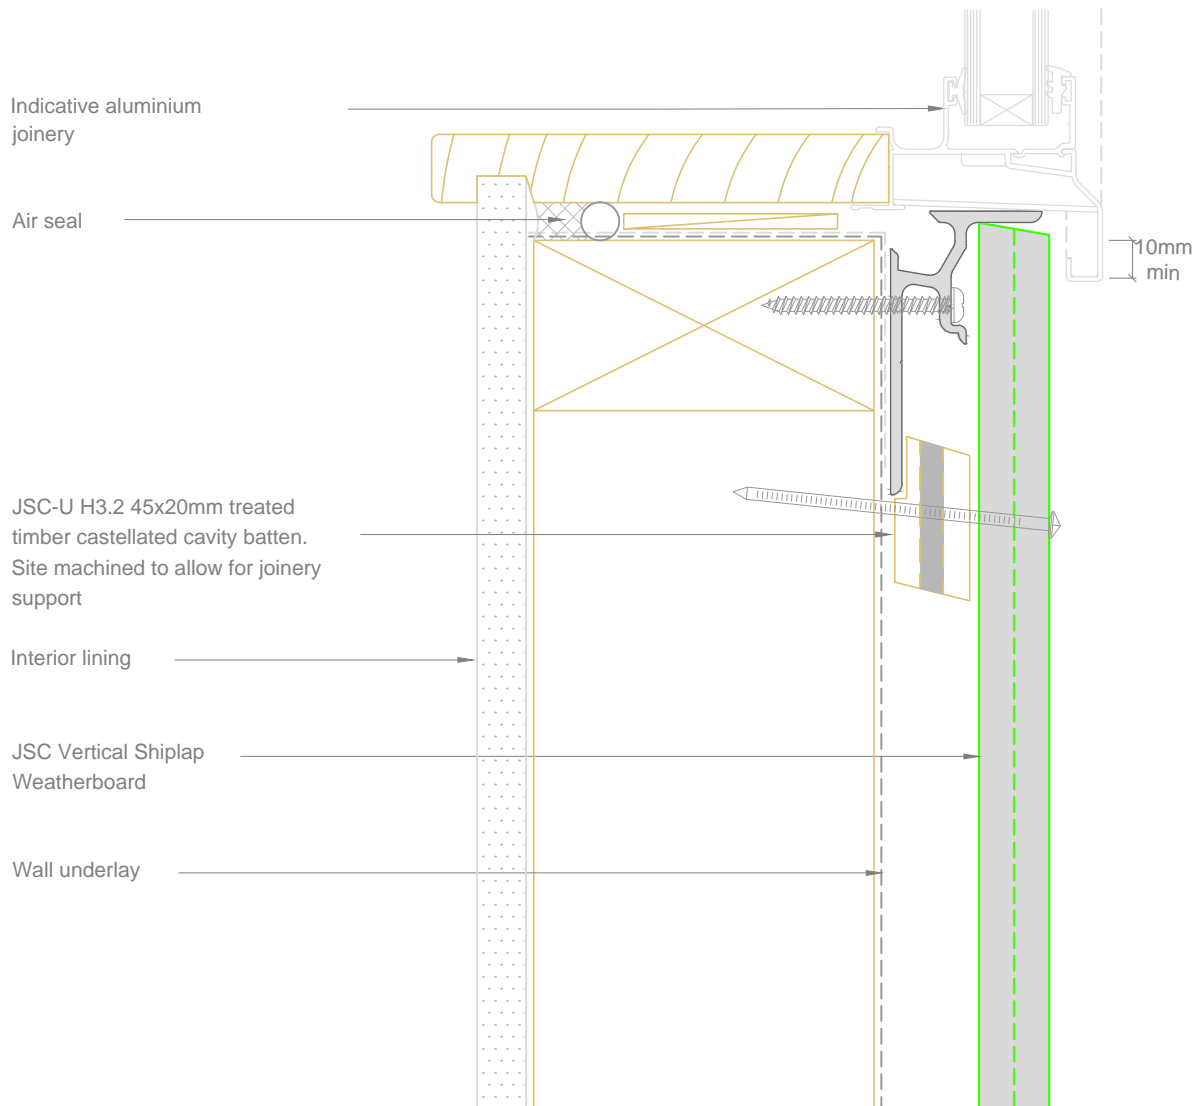 Indicative aluminium
joinery
Air seal
10mm
min
JSC-U H3.2 45x20mm treated
timber castellated cavity batten.
Site machined to allow for joinery
support
Interior lining
JSC Vertical Shiplap
Weatherboard
Wall underlay